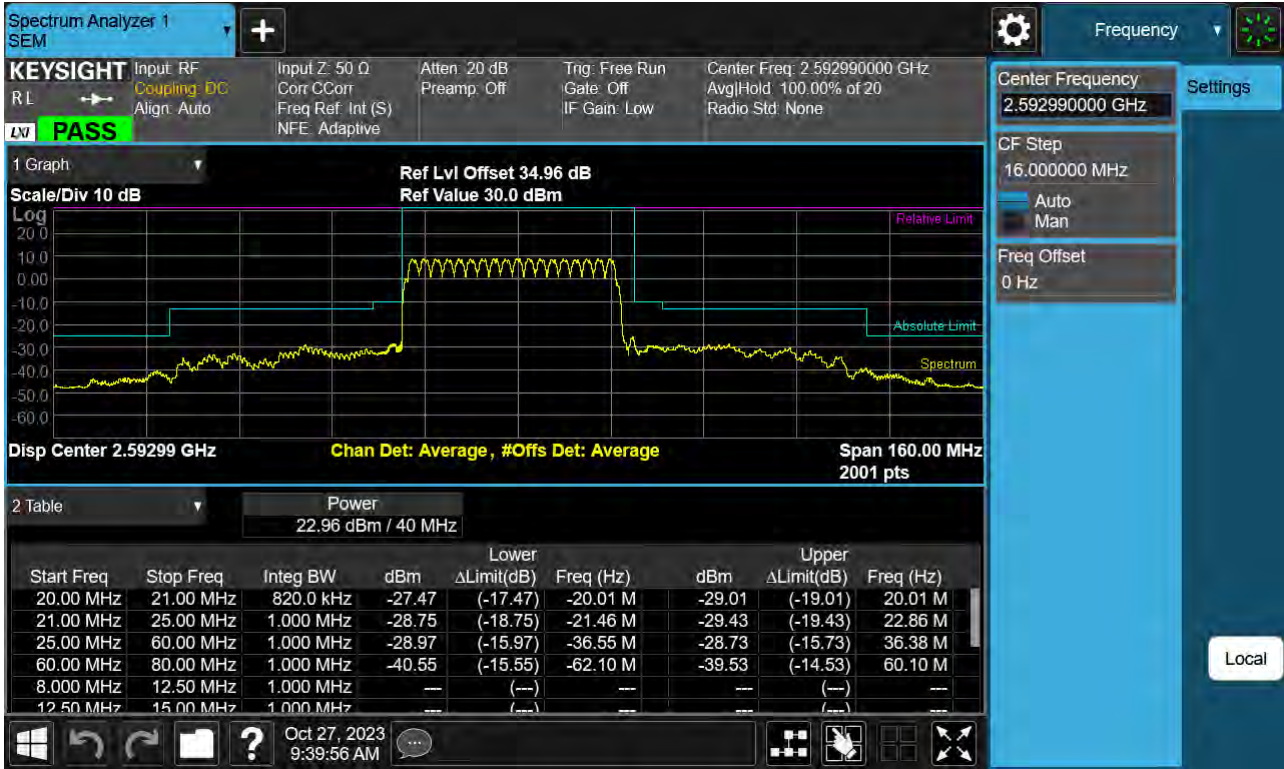 Spectrum Analyzer 1
SEM
Frequency
KEYSIGHT
R L
LXI
PASS
Input: RF
Coupling: DC
Align: Auto
Input Z: 50 Ω
Corr CCorr
Freq Ref: Int (S)
NFE: Adaptive
Atten: 20 dB
Preamp: Off
Trig: Free Run
Gate: Off
IF Gain: Low
Center Freq: 2.592990000 GHz
Avg|Hold: 100.00% of 20
Radio Std: None
1 Graph
Scale/Div 10 dB
Ref Lvl Offset 34.96 dB
Ref Value 30.0 dBm
Log
20.0
10.0
0.00
-10.0
-20.0
-30.0
-40.0
-50.0
-60.0
Relative Limit
Absolute Limit
Spectrum
Disp Center 2.59299 GHz
Chan Det: Average, #Offs Det: Average
Span 160.00 MHz
2001 pts
2 Table
Power
22.96 dBm / 40 MHz
Lower Upper
Start Freq Stop Freq Integ BW dBm ΔLimit(dB) Freq (Hz) dBm ΔLimit(dB) Freq (Hz)
20.00 MHz 21.00 MHz 820.0 kHz -27.47 (-17.47) -20.01 M -29.01 (-19.01) 20.01 M
21.00 MHz 25.00 MHz 1.000 MHz -28.75 (-18.75) -21.46 M -29.43 (-19.43) 22.86 M
25.00 MHz 60.00 MHz 1.000 MHz -28.97 (-15.97) -36.55 M -28.73 (-15.73) 36.38 M
60.00 MHz 80.00 MHz 1.000 MHz -40.55 (-15.55) -62.10 M -39.53 (-14.53) 60.10 M
8.000 MHz 12.50 MHz 1.000 MHz --- (---) --- --- (---) ---
12.50 MHz 15.00 MHz 1.000 MHz --- (---) --- --- (---) ---
Oct 27, 2023
9:39:56 AM
Center Frequency
2.592990000 GHz
Settings
CF Step
16.000000 MHz
Auto
Man
Freq Offset
0 Hz
Local